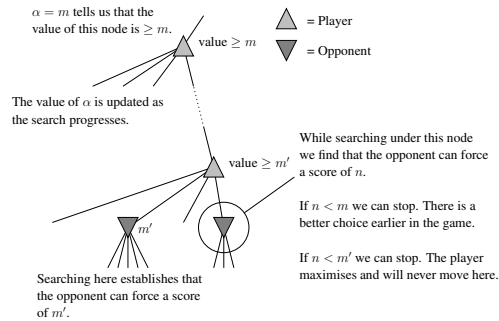 α = m tells us that the
value of this node is ≥ m.
value ≥ m
= Player
= Opponent
The value of α is updated as
the search progresses.
value ≥ m′
While searching under this node
we find that the opponent can force
a score of n.
If n < m we can stop. There is a
better choice earlier in the game.
If n < m′ we can stop. The player
maximises and will never move here.
m′
Searching here establishes that
the opponent can force a score
of m′.